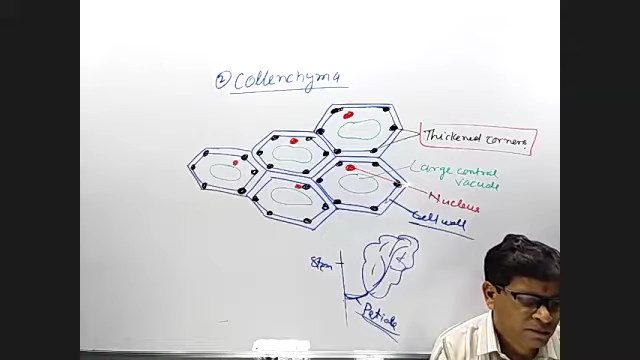 ② Collenchyma
Thickened corners.
Large central
vacuole
Nucleus
Cell wall
Stem
Petiole